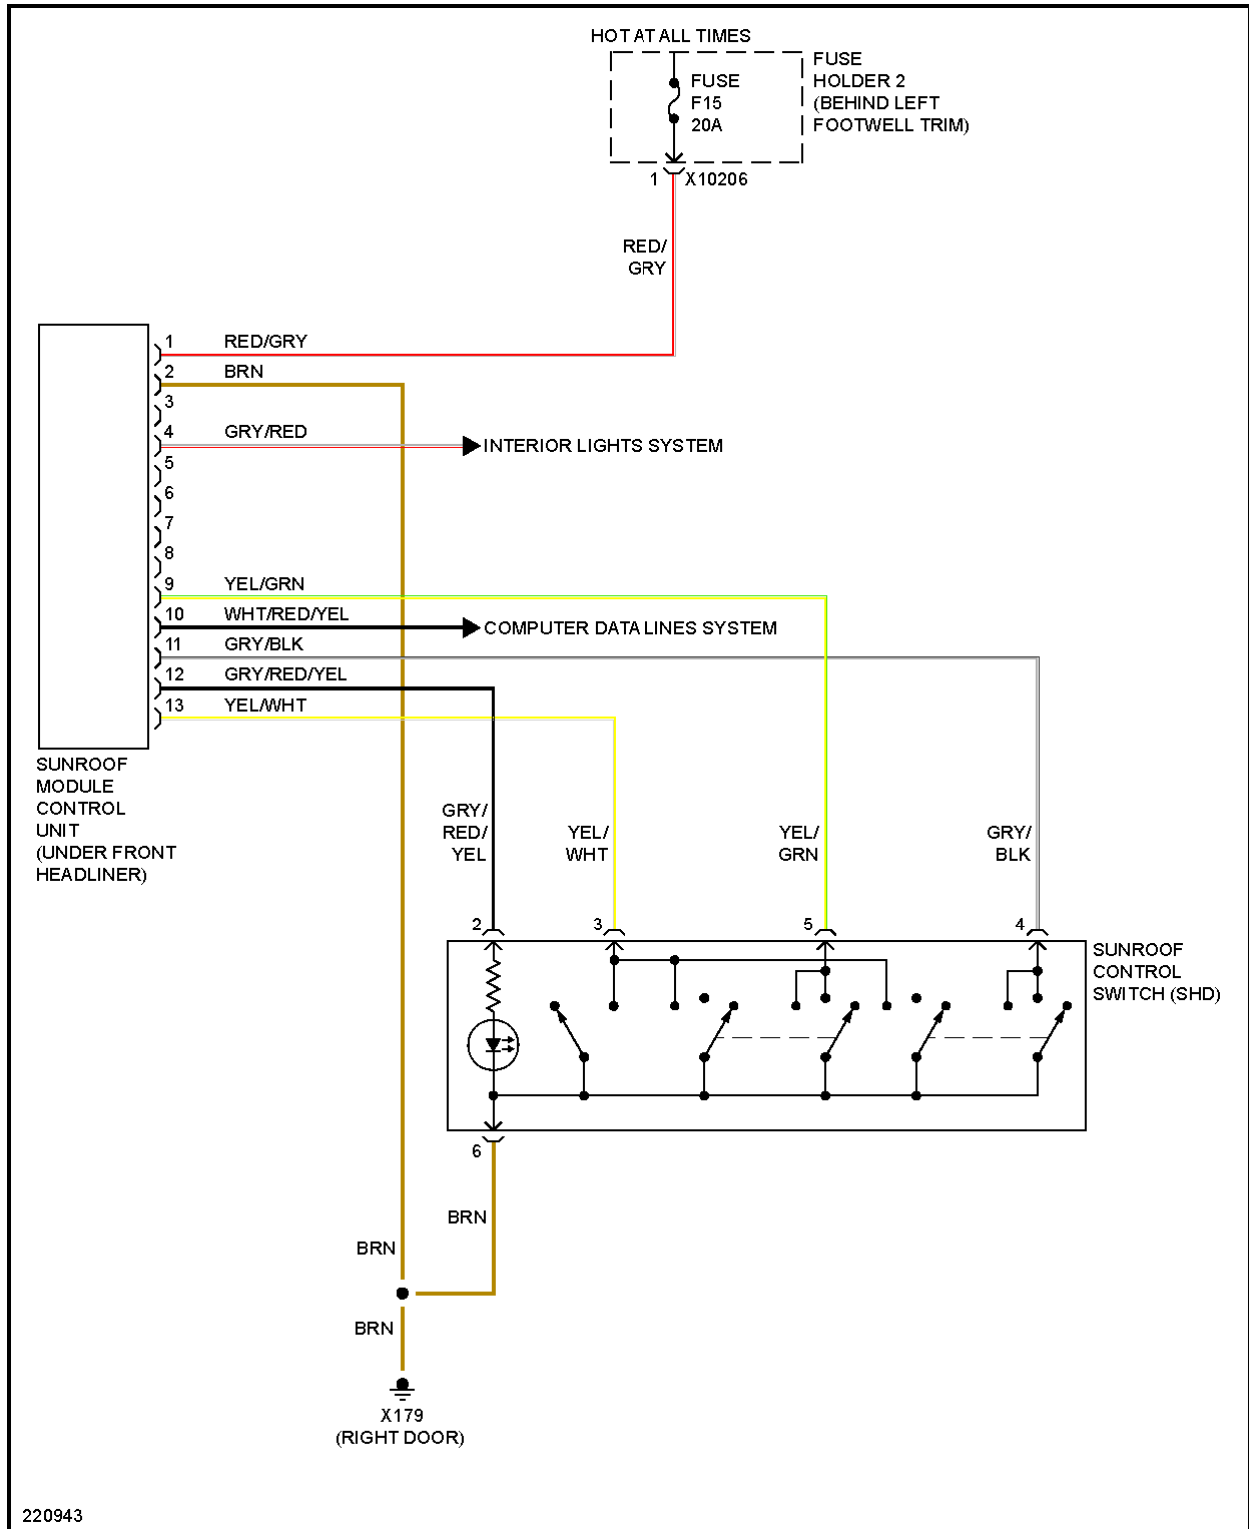 HOT AT ALL TIMES
FUSE
F15
20A
FUSE
HOLDER 2
(BEHIND LEFT
FOOTWELL TRIM)
1 X10206
RED/
GRY
1 RED/GRY
2 BRN
3
4 GRY/RED
INTERIOR LIGHTS SYSTEM
5
6
7
8
9 YEL/GRN
10 WHT/RED/YEL
COMPUTER DATA LINES SYSTEM
11 GRY/BLK
12 GRY/RED/YEL
13 YEL/WHT
SUNROOF
MODULE
CONTROL
UNIT
(UNDER FRONT
HEADLINER)
GRY/
RED/
YEL
YEL/
WHT
YEL/
GRN
GRY/
BLK
2
3
5
4
SUNROOF
CONTROL
SWITCH (SHD)
6
BRN
BRN
BRN
X179
(RIGHT DOOR)
220943